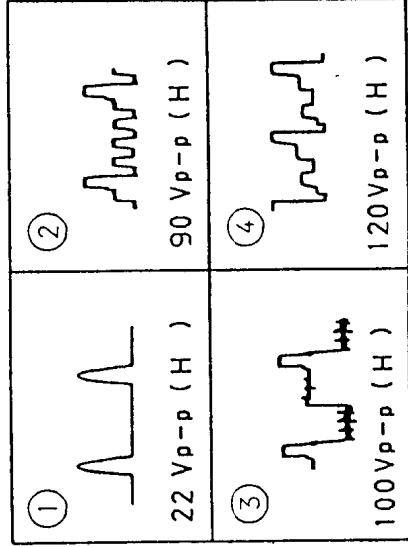 ①
22 Vp-p ( H )
②
90 Vp-p ( H )
③
100Vp-p ( H )
④
120Vp-p ( H )